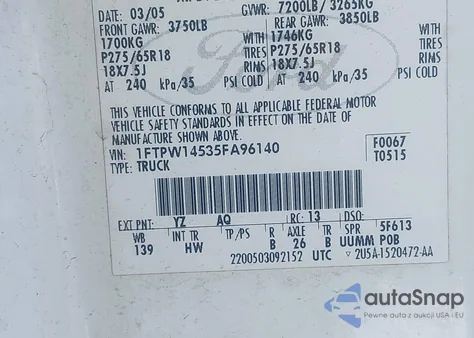 DATE: 03/05 GVWR: 7200LB / 3265KG
FRONT GAWR: 3750LB REAR GAWR: 3850LB
1700KG WITH 1746KG WITH
P275/65R18 TIRES P275/65R18 TIRES
18X7.5J RIMS 18X7.5J RIMS
AT 240 kPa/35 PSI COLD AT 240 kPa/35 PSI COLD
Ford
THIS VEHICLE CONFORMS TO ALL APPLICABLE FEDERAL MOTOR
VEHICLE SAFETY STANDARDS IN EFFECT ON THE DATE OF
MANUFACTURE SHOWN ABOVE.
VIN: 1FTPW14535FA96140 F0067
TYPE: TRUCK T0515
EXT PNT: YZ AQ RC: 13 DSO:
WB INT TR TP/PS R AXLE TR 5F613
139 HW B 26 B UUMM POB
2200503092152 UTC 2U5A-1520472-AA
autoSnap
Pewne auta z aukcji USA i EU